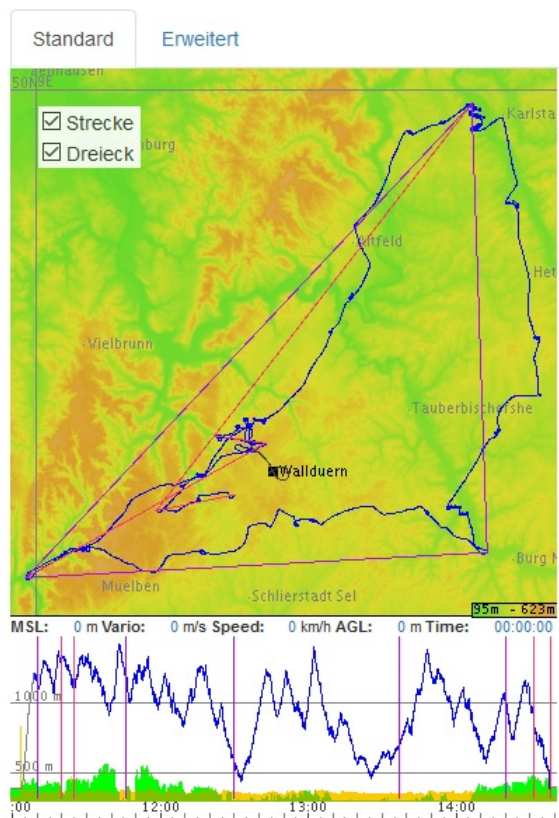 Standard
Erweitert
50N9E
Karlsta
Strecke
Dreieck
burg
Altfeld
Het
Vielbrunn
Tauberbischofshe
Wallduern
Burg M
Muelben
Schlierstadt Sel
95m - 623m
MSL: 0 m Vario: 0 m/s Speed: 0 km/h AGL: 0 m Time: 00:00:00
1000 m
500 m
:00 12:00 13:00 14:00